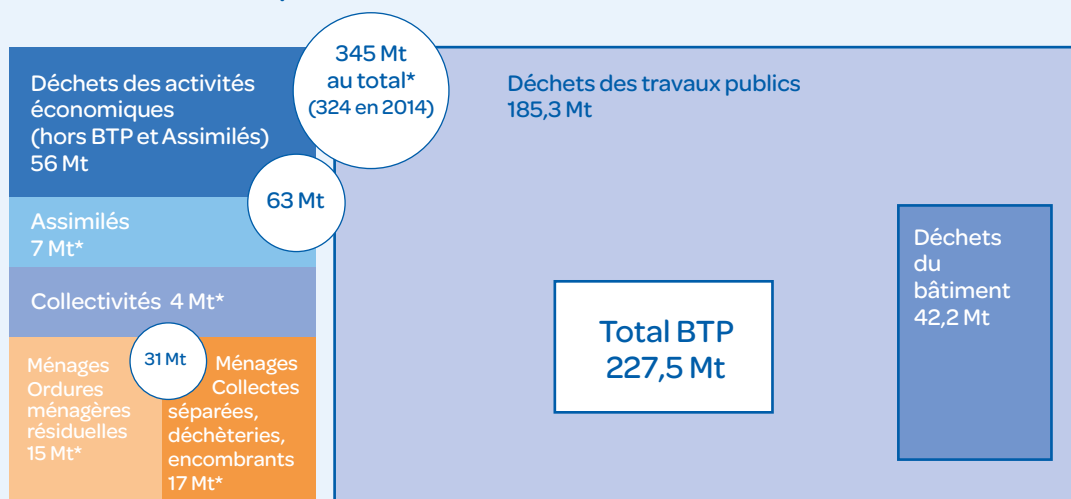 Déchets des activités
économiques
(hors BTP et Assimilés)
56 Mt
345 Mt
au total*
(324 en 2014)
Déchets des travaux publics
185,3 Mt
63 Mt
Assimilés
7 Mt*
Collectivités 4 Mt*
31 Mt
Ménages
Ordures
ménagères
résiduelles
15 Mt*
Ménages
Collectes
séparées,
déchèteries,
encombrants
17 Mt*
Total BTP
227,5 Mt
Déchets
du
bâtiment
42,2 Mt